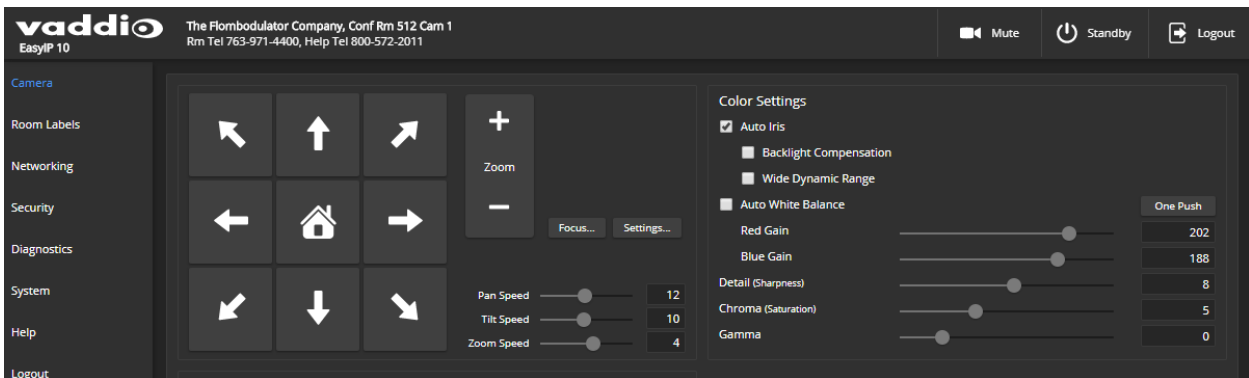 vaddio
EasyIP 10
The Flombodulator Company, Conf Rm 512 Cam 1
Rm Tel 763-971-4400, Help Tel 800-572-2011
Mute
Standby
Logout
Camera
Room Labels
Networking
Security
Diagnostics
System
Help
Logout
+
Zoom
−
Focus...
Settings...
Pan Speed 12
Tilt Speed 10
Zoom Speed 4
Color Settings
Auto Iris
Backlight Compensation
Wide Dynamic Range
Auto White Balance
One Push
Red Gain 202
Blue Gain 188
Detail (Sharpness) 8
Chroma (Saturation) 5
Gamma 0